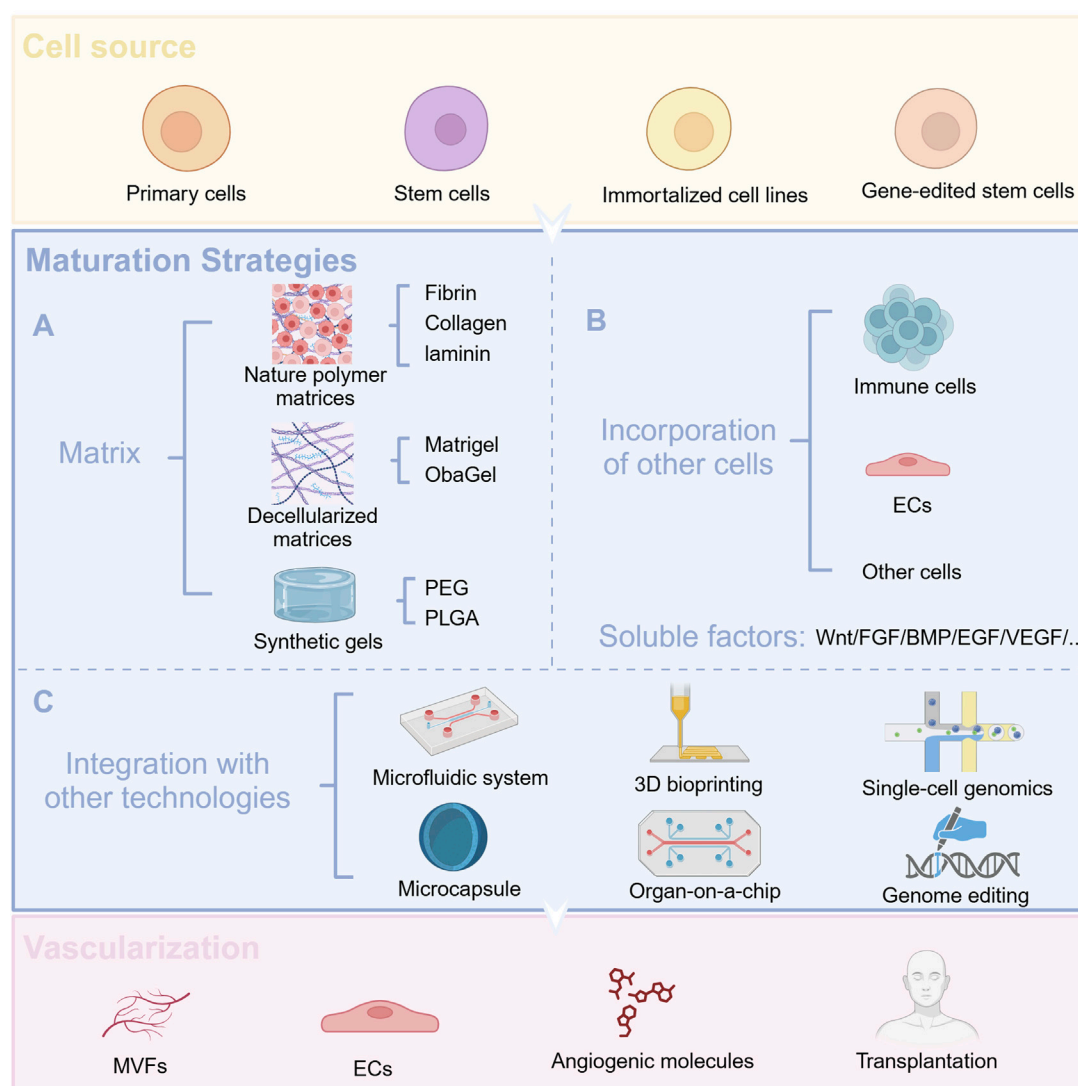 Cell source
Primary cells
Stem cells
Immortalized cell lines
Gene-edited stem cells
Maturation Strategies
A
Matrix
Nature polymer
matrices
Fibrin
Collagen
laminin
Decellularized
matrices
Matrigel
ObaGel
Synthetic gels
PEG
PLGA
B
Incorporation
of other cells
Immune cells
ECs
Other cells
Soluble factors: Wnt/FGF/BMP/EGF/VEGF/..
C
Integration with
other technologies
Microfluidic system
3D bioprinting
Single-cell genomics
Microcapsule
Organ-on-a-chip
Genome editing
Vascularization
MVFs
ECs
Angiogenic molecules
Transplantation